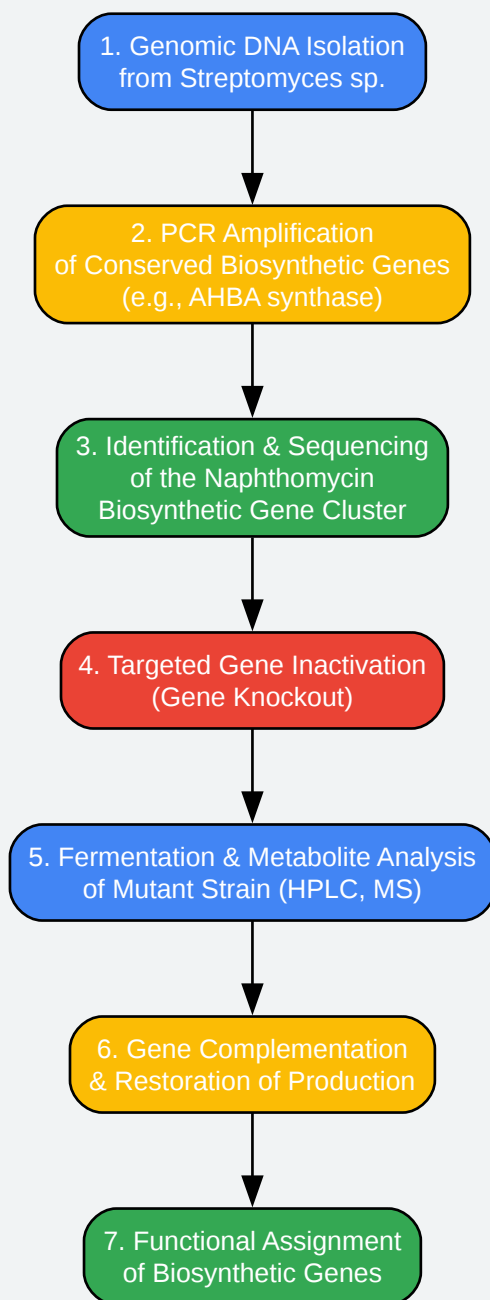 1. Genomic DNA Isolation
from Streptomyces sp.
2. PCR Amplification
of Conserved Biosynthetic Genes
(e.g., AHBA synthase)
3. Identification & Sequencing
of the Naphthomycin
Biosynthetic Gene Cluster
4. Targeted Gene Inactivation
(Gene Knockout)
5. Fermentation & Metabolite Analysis
of Mutant Strain (HPLC, MS)
6. Gene Complementation
& Restoration of Production
7. Functional Assignment
of Biosynthetic Genes